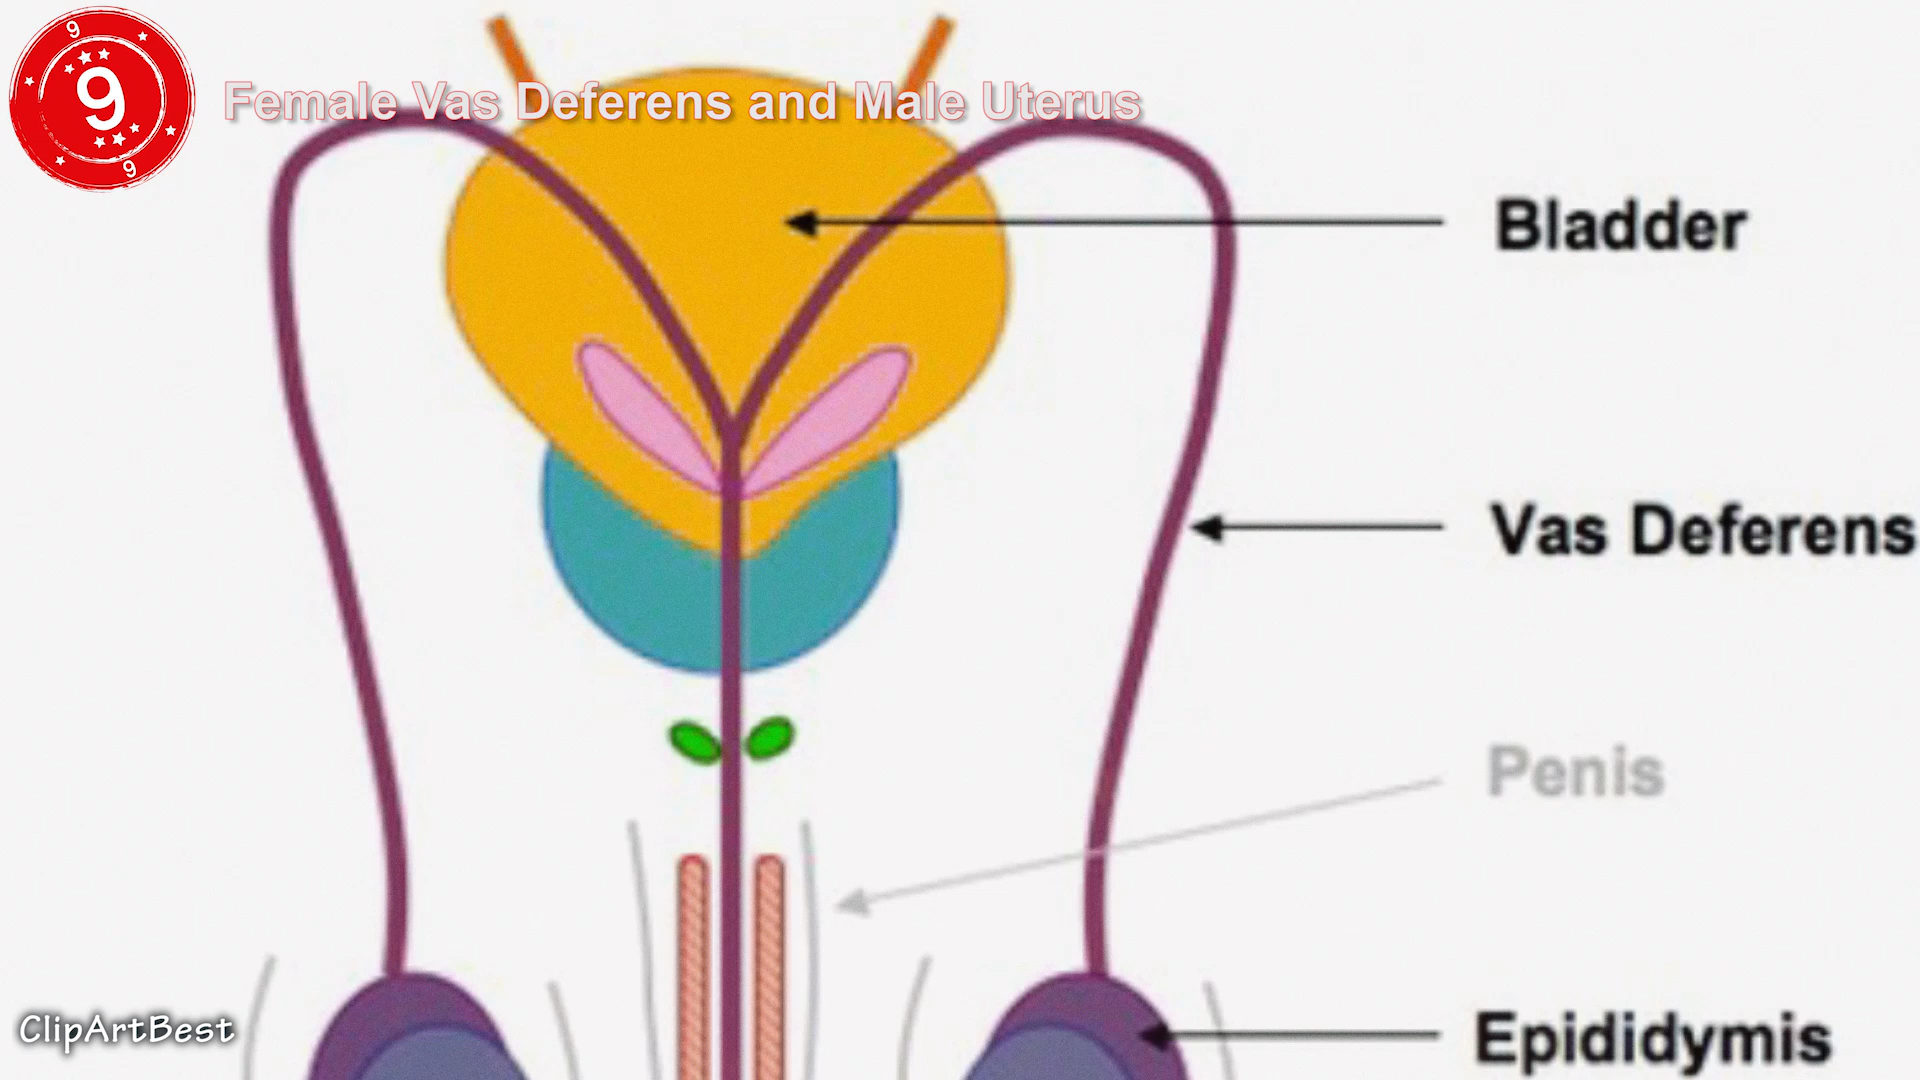 9
9
9
Female Vas Deferens and Male Uterus
Bladder
Vas Deferens
Penis
Epididymis
ClipArtBest